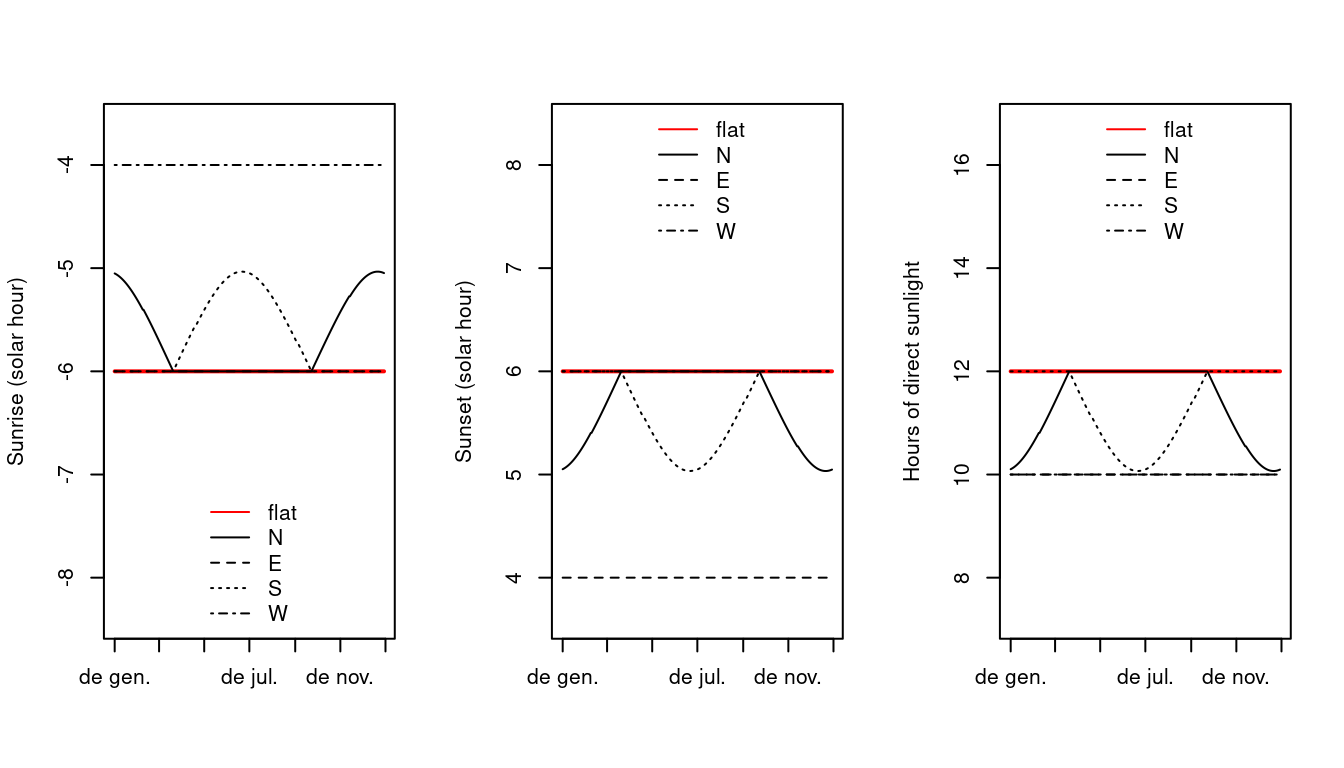 Sunrise (solar hour)
-4
-5
-6
-7
-8
flat
N
E
S
W
de gen.
de jul.
de nov.
Sunset (solar hour)
8
7
6
5
4
flat
N
E
S
W
de gen.
de jul.
de nov.
Hours of direct sunlight
16
14
12
10
8
flat
N
E
S
W
de gen.
de jul.
de nov.